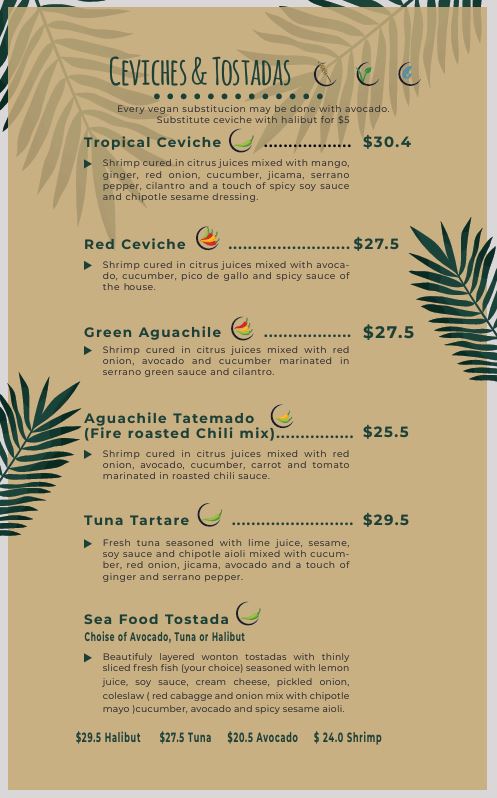 Ceviches & Tostadas
Every vegan substitucion may be done with avocado.
Substitute ceviche with halibut for $5
Tropical Ceviche .................. $30.4
Shrimp cured in citrus juices mixed with mango,
ginger, red onion, cucumber, jicama, serrano
pepper, cilantro and a touch of spicy soy sauce
and chipotle sesame dressing.
Red Ceviche ......................... $27.5
Shrimp cured in citrus juices mixed with avoca-
do, cucumber, pico de gallo and spicy sauce of
the house.
Green Aguachile .................. $27.5
Shrimp cured in citrus juices mixed with red
onion, avocado and cucumber marinated in
serrano green sauce and cilantro.
Aguachile Tatemado
(Fire roasted Chili mix)................ $25.5
Shrimp cured in citrus juices mixed with red
onion, avocado, cucumber, carrot and tomato
marinated in roasted chili sauce.
Tuna Tartare ......................... $29.5
Fresh tuna seasoned with lime juice, sesame,
soy sauce and chipotle aioli mixed with cucum-
ber, red onion, jicama, avocado and a touch of
ginger and serrano pepper.
Sea Food Tostada
Choise of Avocado, Tuna or Halibut
Beautifuly layered wonton tostadas with thinly
sliced fresh fish (your choice) seasoned with lemon
juice, soy sauce, cream cheese, pickled onion,
coleslaw ( red cabagge and onion mix with chipotle
mayo )cucumber, avocado and spicy sesame aioli.
$29.5 Halibut $27.5 Tuna $20.5 Avocado $ 24.0 Shrimp